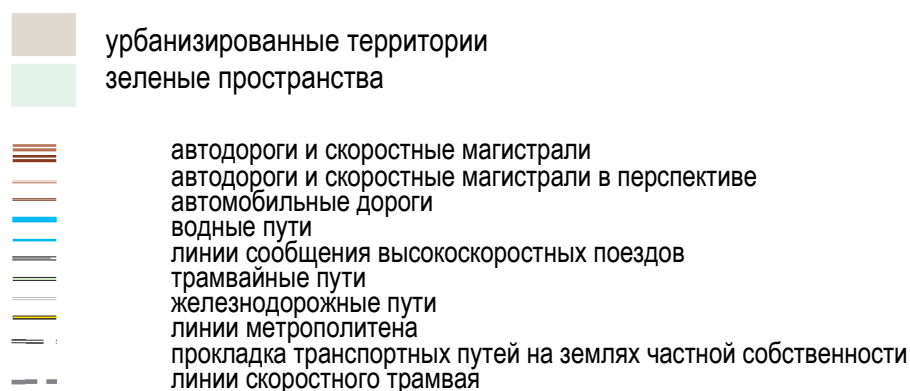 урбанизированные территории
зеленые пространства
автодороги и скоростные магистрали
автодороги и скоростные магистрали в перспективе
автомобильные дороги
водные пути
линии сообщения высокоскоростных поездов
трамвайные пути
железнодорожные пути
линии метрополитена
прокладка транспортных путей на землях частной собственности
линии скоростного трамвая